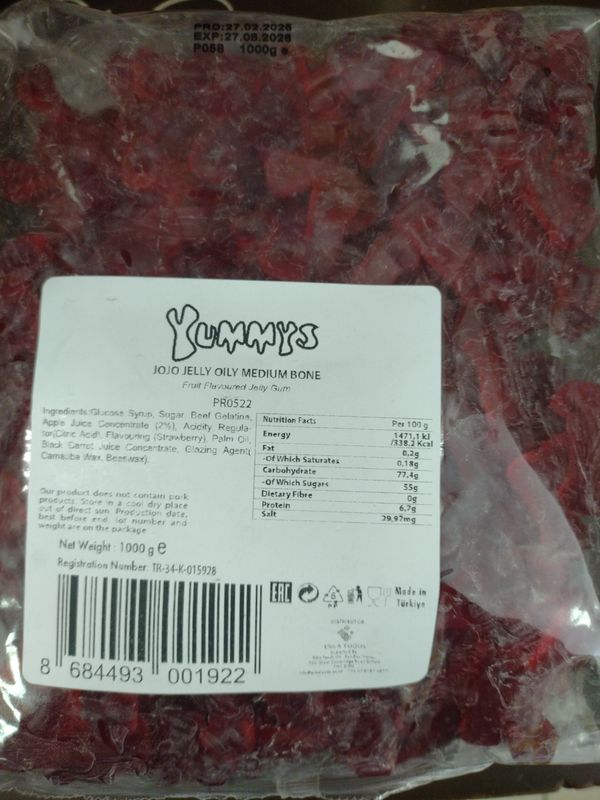 PRD:27.02.2026
EXP:27.08.2026
P058 1000g e
YUMMYS
JOJO JELLY OILY MEDIUM BONE
Fruit Flavoured Jelly Gum
PR0522
Ingredients:Glucose Syrup, Sugar, Beef Gelatine,
Apple Juice Concentrate (2%), Acidity Regula-
tor(Citric Acid), Flavouring (Strawberry), Palm Oil,
Black Carrot Juice Concentrate, Glazing Agent(
Carnauba Wax, Beeswax).
Nutrition Facts Per 100 g
Energy 1471,1 kJ
/338.2 Kcal
Fat 0,2g
-Of Which Saturates 0,18g
Carbohydrate 77,4g
-Of Which Sugars 55g
Dietary Fibre 0g
Protein 6,7g
Salt 29,97mg
Our product does not contain pork
products. Store in a cool dry place
out of direct sun. Production date,
best before end, lot number and
weight are on the package
Net Weight : 1000 g e
Registration Number: TR-34-K-015928
8 684493 001922
EAC
Made in
Türkiye
DISTRIBUTOR